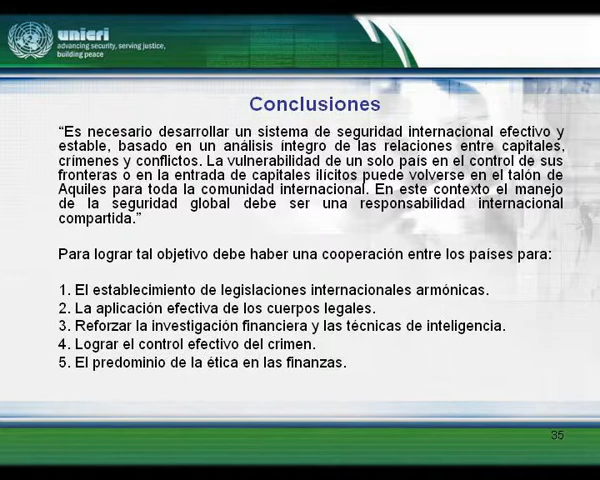 unicri
advancing security, serving justice,
building peace
Conclusiones
“Es necesario desarrollar un sistema de seguridad internacional efectivo y
estable, basado en un análisis íntegro de las relaciones entre capitales,
crímenes y conflictos. La vulnerabilidad de un solo país en el control de sus
fronteras o en la entrada de capitales ilícitos puede volverse en el talón de
Aquiles para toda la comunidad internacional. En este contexto el manejo
de la seguridad global debe ser una responsabilidad internacional
compartida.”
Para lograr tal objetivo debe haber una cooperación entre los países para:
1. El establecimiento de legislaciones internacionales armónicas.
2. La aplicación efectiva de los cuerpos legales.
3. Reforzar la investigación financiera y las técnicas de inteligencia.
4. Lograr el control efectivo del crimen.
5. El predominio de la ética en las finanzas.
35